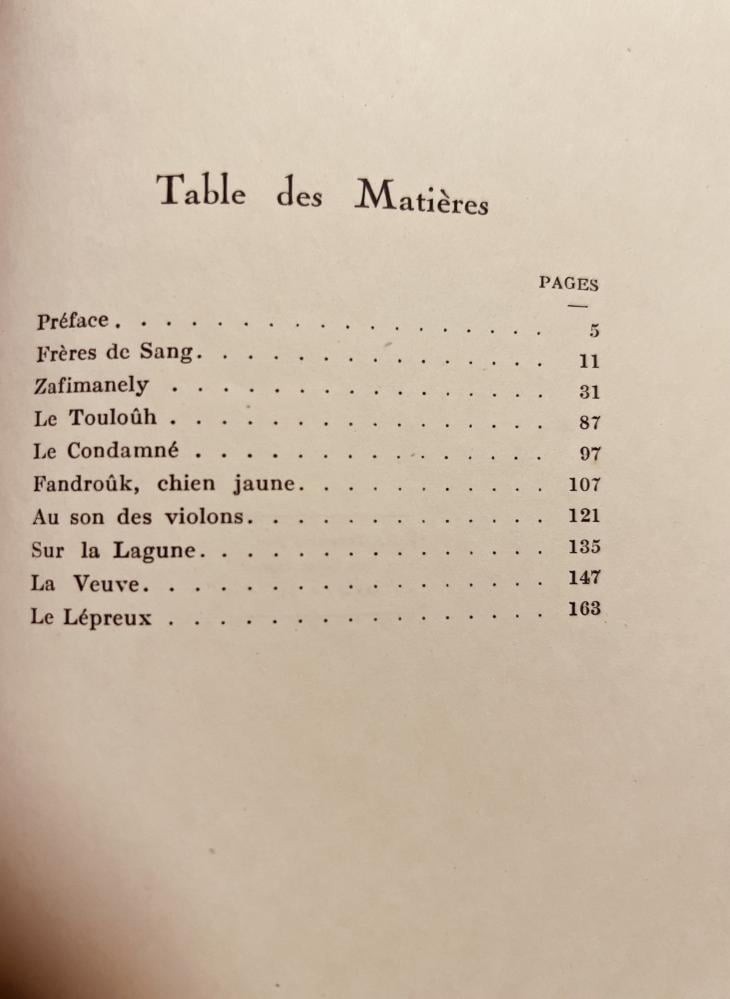 Table des Matières
PAGES
Préface. . . . . . . . . . . . . . . . . . 5
Frères de Sang. . . . . . . . . . . . . . . 11
Zafimanely . . . . . . . . . . . . . . . . 31
Le Touloûh . . . . . . . . . . . . . . . . 87
Le Condamné . . . . . . . . . . . . . . . 97
Fandroûk, chien jaune. . . . . . . . . . . 107
Au son des violons. . . . . . . . . . . . . 121
Sur la Lagune. . . . . . . . . . . . . . . 135
La Veuve. . . . . . . . . . . . . . . . . 147
Le Lépreux . . . . . . . . . . . . . . . . 163